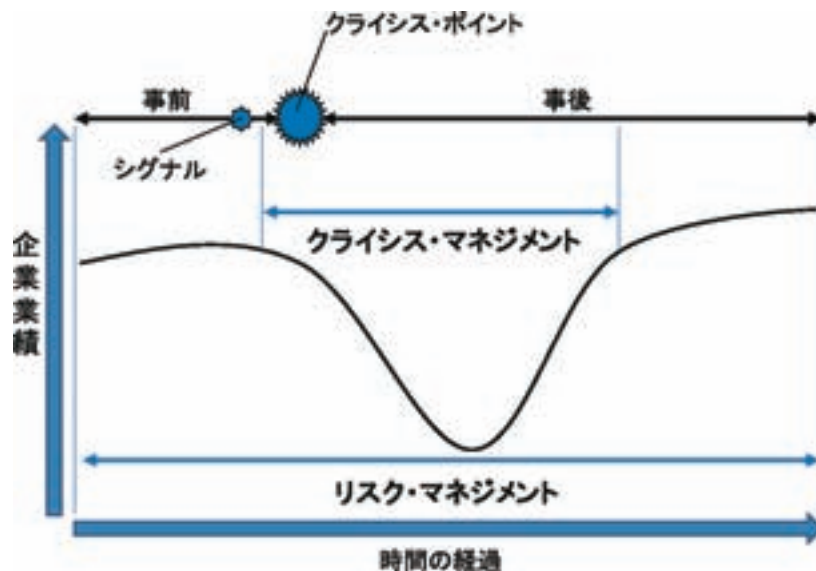 クライシス・ポイント
事前
事後
シグナル
クライシス・マネジメント
企業業績
リスク・マネジメント
時間の経過